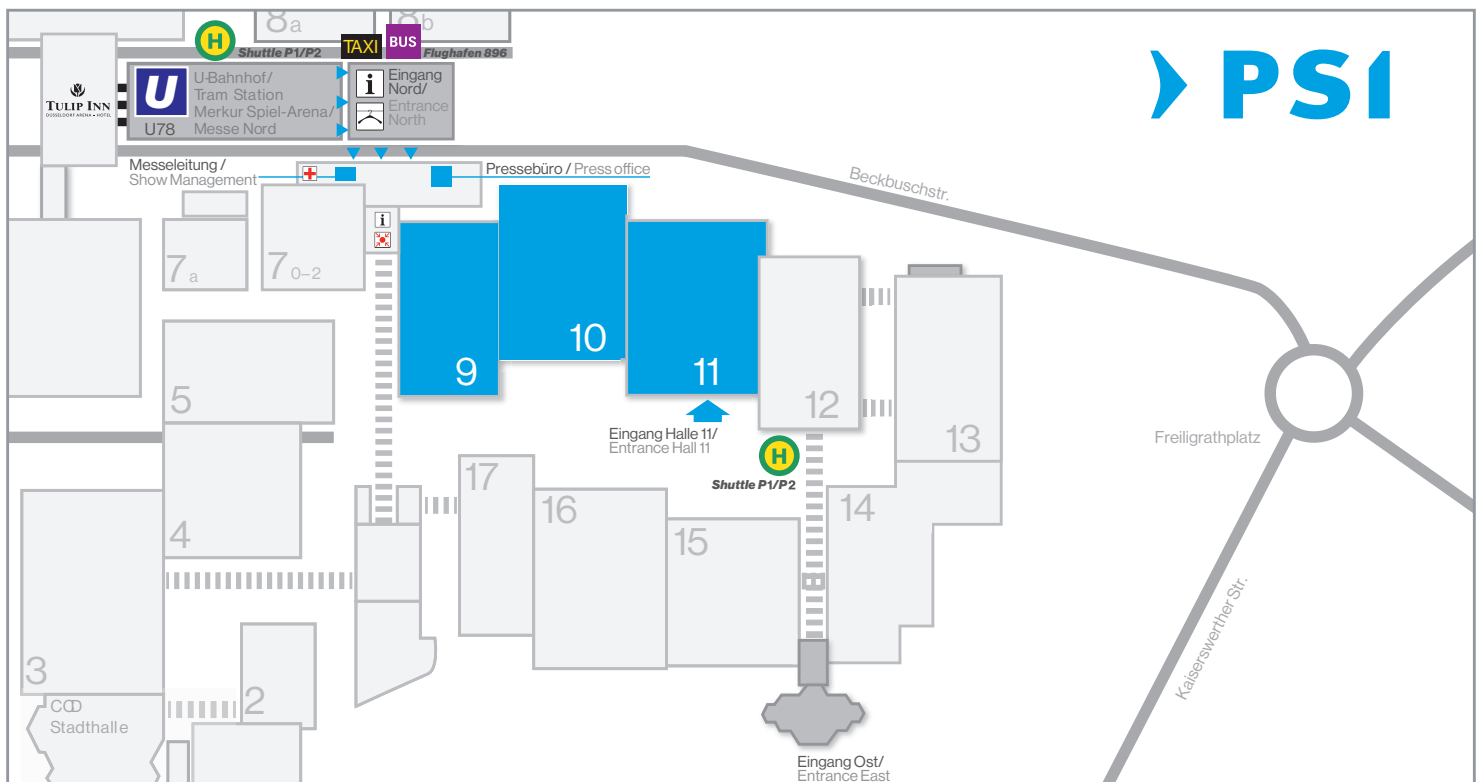 8a
8b
H
Shuttle P1/P2
TAXI
BUS
Flughafen 896
PSI
TULIP INN
DÜSSELDORF ARENA • HOTEL
U
U78
U-Bahnhof/
Tram Station
Merkur Spiel-Arena/
Messe Nord
i
Eingang
Nord/
Entrance
North
Messeleitung /
Show Management
Pressebüro / Press office
Beckbuschstr.
i
7a
7 0–2
9
10
11
12
13
5
Eingang Halle 11/
Entrance Hall 11
H
Shuttle P1/P2
Freiligrathplatz
17
16
15
14
4
3
2
CCD
Stadthalle
Kaiserswerther Str.
Eingang Ost/
Entrance East